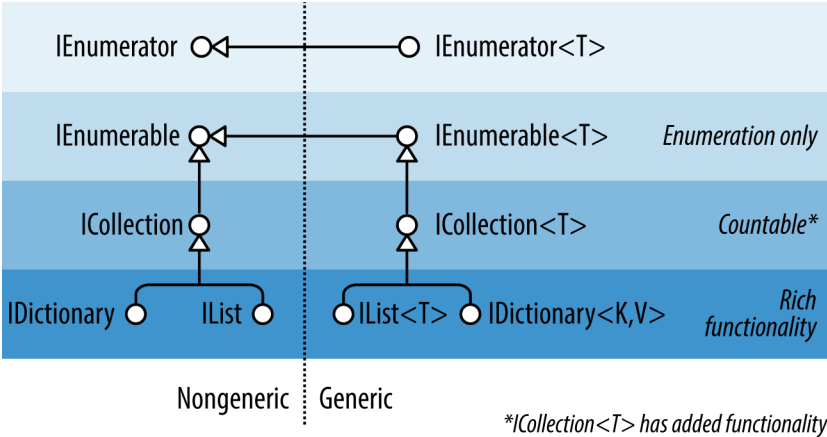 IEnumerator IEnumerator<T>
IEnumerable IEnumerable<T> Enumeration only
ICollection ICollection<T> Countable*
IDictionary IList IList<T> IDictionary<K,V> Rich
functionality
Nongeneric Generic
*ICollection<T> has added functionality